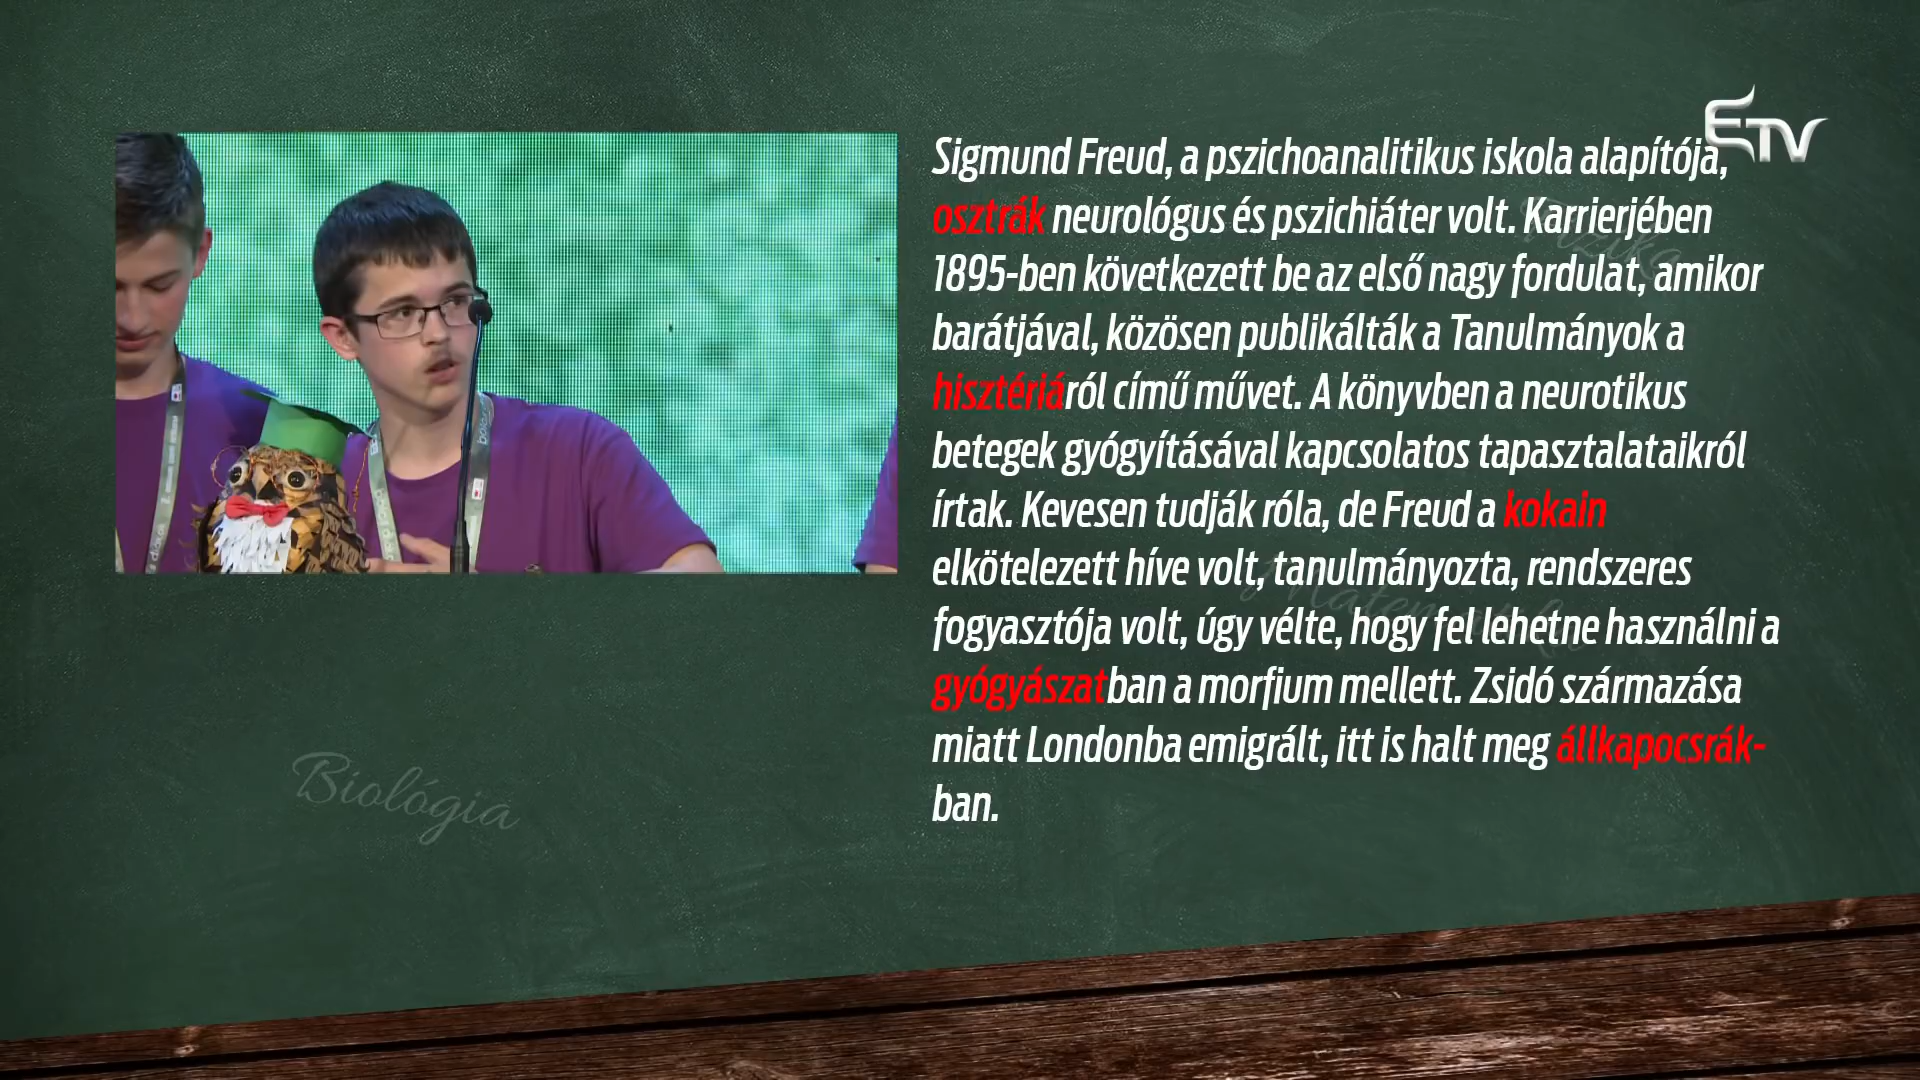 ETV
Sigmund Freud, a pszichoanalitikus iskola alapítója,
osztrák neurológus és pszichiáter volt. Karrierjében
1895-ben következett be az első nagy fordulat, amikor
barátjával, közösen publikálták a Tanulmányok a
hisztériáról című művet. A könyvben a neurotikus
betegek gyógyításával kapcsolatos tapasztalataikról
írtak. Kevesen tudják róla, de Freud a kokain
elkötelezett híve volt, tanulmányozta, rendszeres
fogyasztója volt, úgy vélte, hogy fel lehetne használni a
gyógyászatban a morfium mellett. Zsidó származása
miatt Londonba emigrált, itt is halt meg állkapocsrák-
ban.
Fizika
Biológia